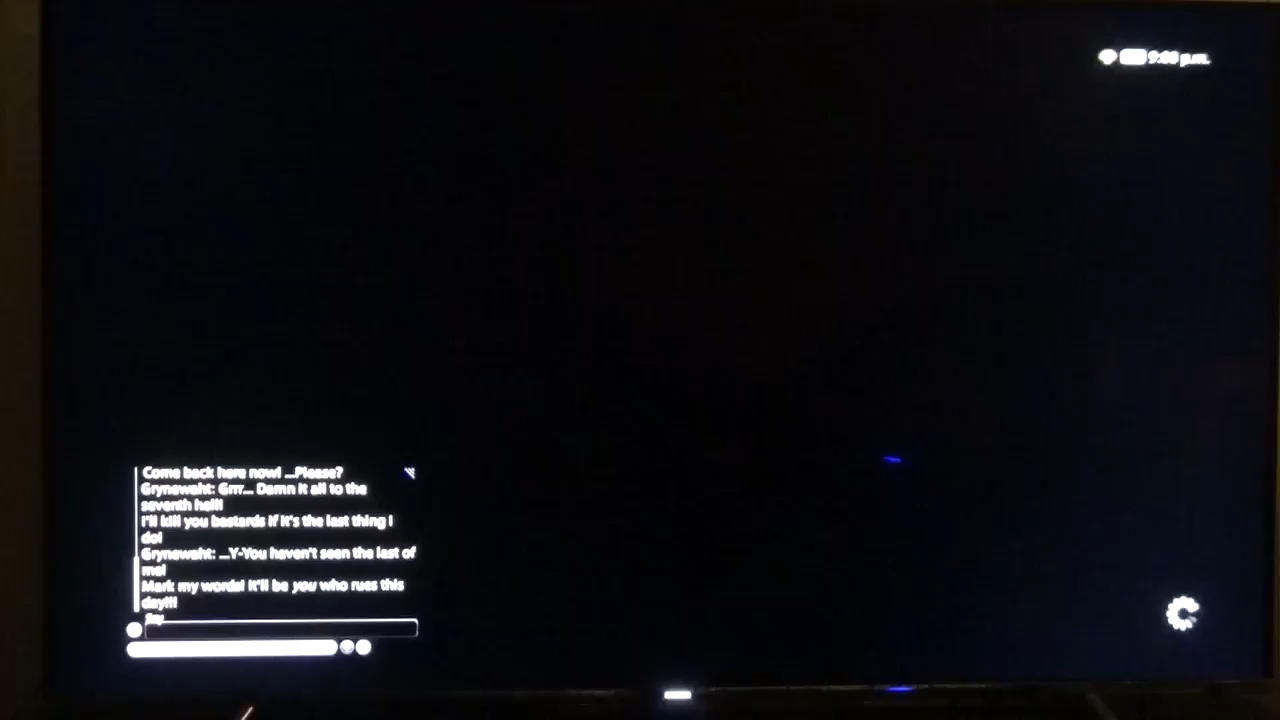 p.m.
Come back here now! ...Please?
Grynewaht: Grrr... Damn it all to the
seventh hell!
I'll kill you bastards if it's the last thing I
do!
Grynewaht: ...Y-You haven't seen the last of
me!
Mark my words! It'll be you who rues this
day!!!
Say